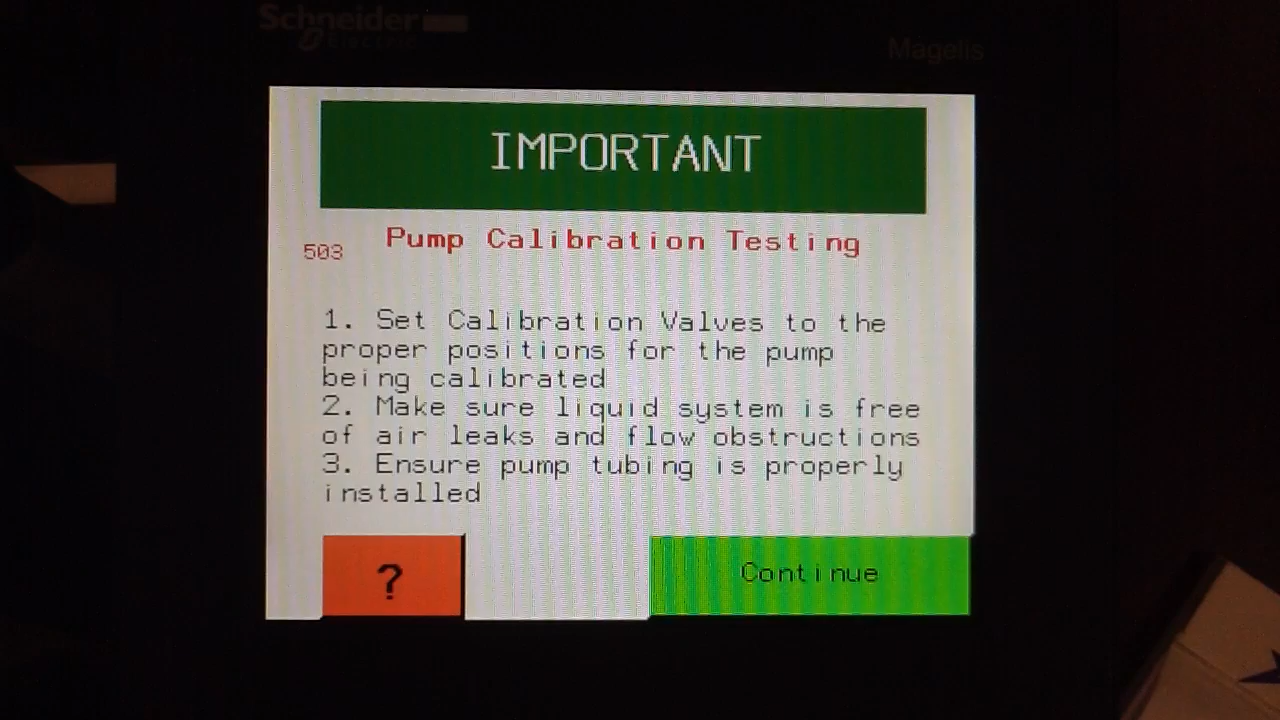 Schneider
Electric
Magelis
IMPORTANT
Pump Calibration Testing
503
1. Set Calibration Valves to the
proper positions for the pump
being calibrated
2. Make sure liquid system is free
of air leaks and flow obstructions
3. Ensure pump tubing is properly
installed
?
Continue